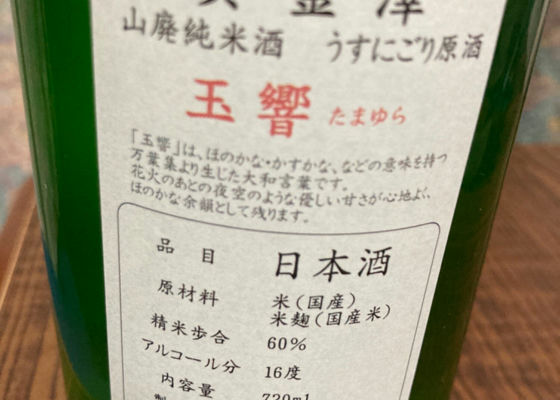 山廃純米酒 うすにごり原酒
玉響 たまゆら
「玉響」は、ほのかな・かすかな、などの意味を持つ
万葉集より生じた大和言葉です。
花火のあとの夜空のような優しい甘さが心地よく、
ほのかな余韻として残ります。
品目 日本酒
原材料 米(国産)
米麹(国産米)
精米歩合 60%
アルコール分 16度
内容量 720ml